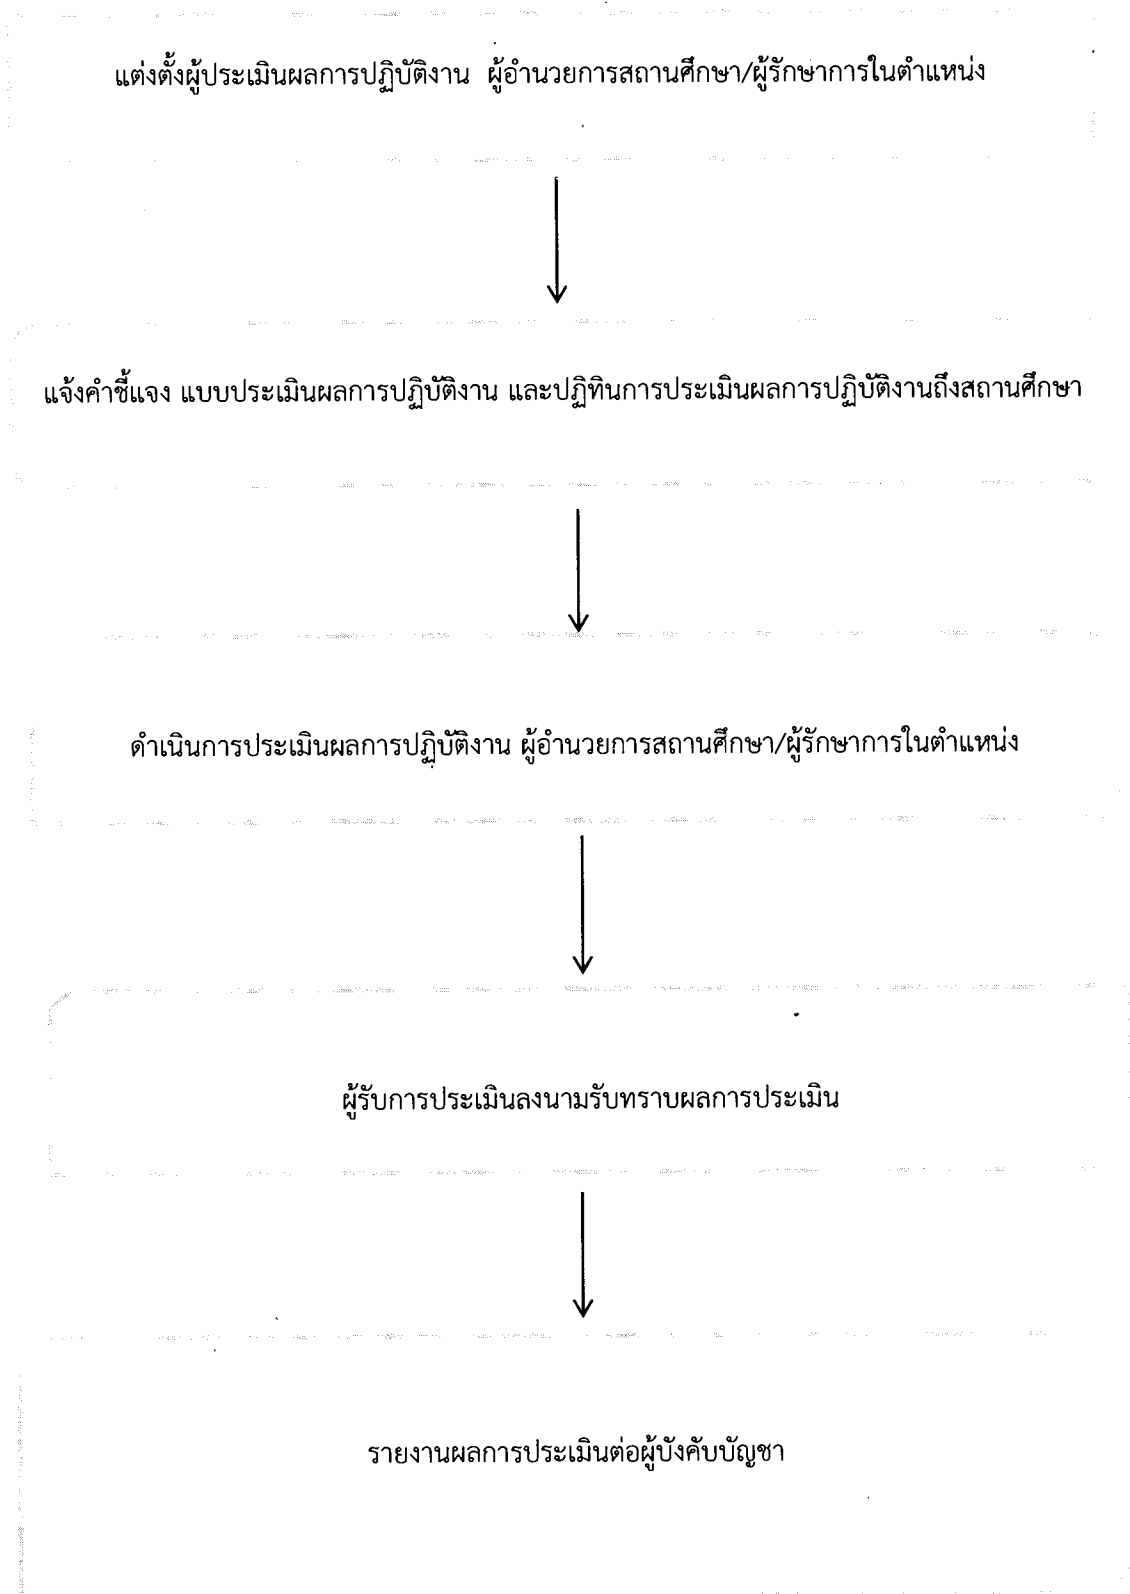 แต่งตั้งผู้ประเมินผลการปฏิบัติงาน ผู้อำนวยการสถานศึกษา/ผู้รักษาการในตำแหน่ง
แจ้งคำชี้แจง แบบประเมินผลการปฏิบัติงาน และปฏิทินการประเมินผลการปฏิบัติงานถึงสถานศึกษา
ดำเนินการประเมินผลการปฏิบัติงาน ผู้อำนวยการสถานศึกษา/ผู้รักษาการในตำแหน่ง
ผู้รับการประเมินลงนามรับทราบผลการประเมิน
รายงานผลการประเมินต่อผู้บังคับบัญชา